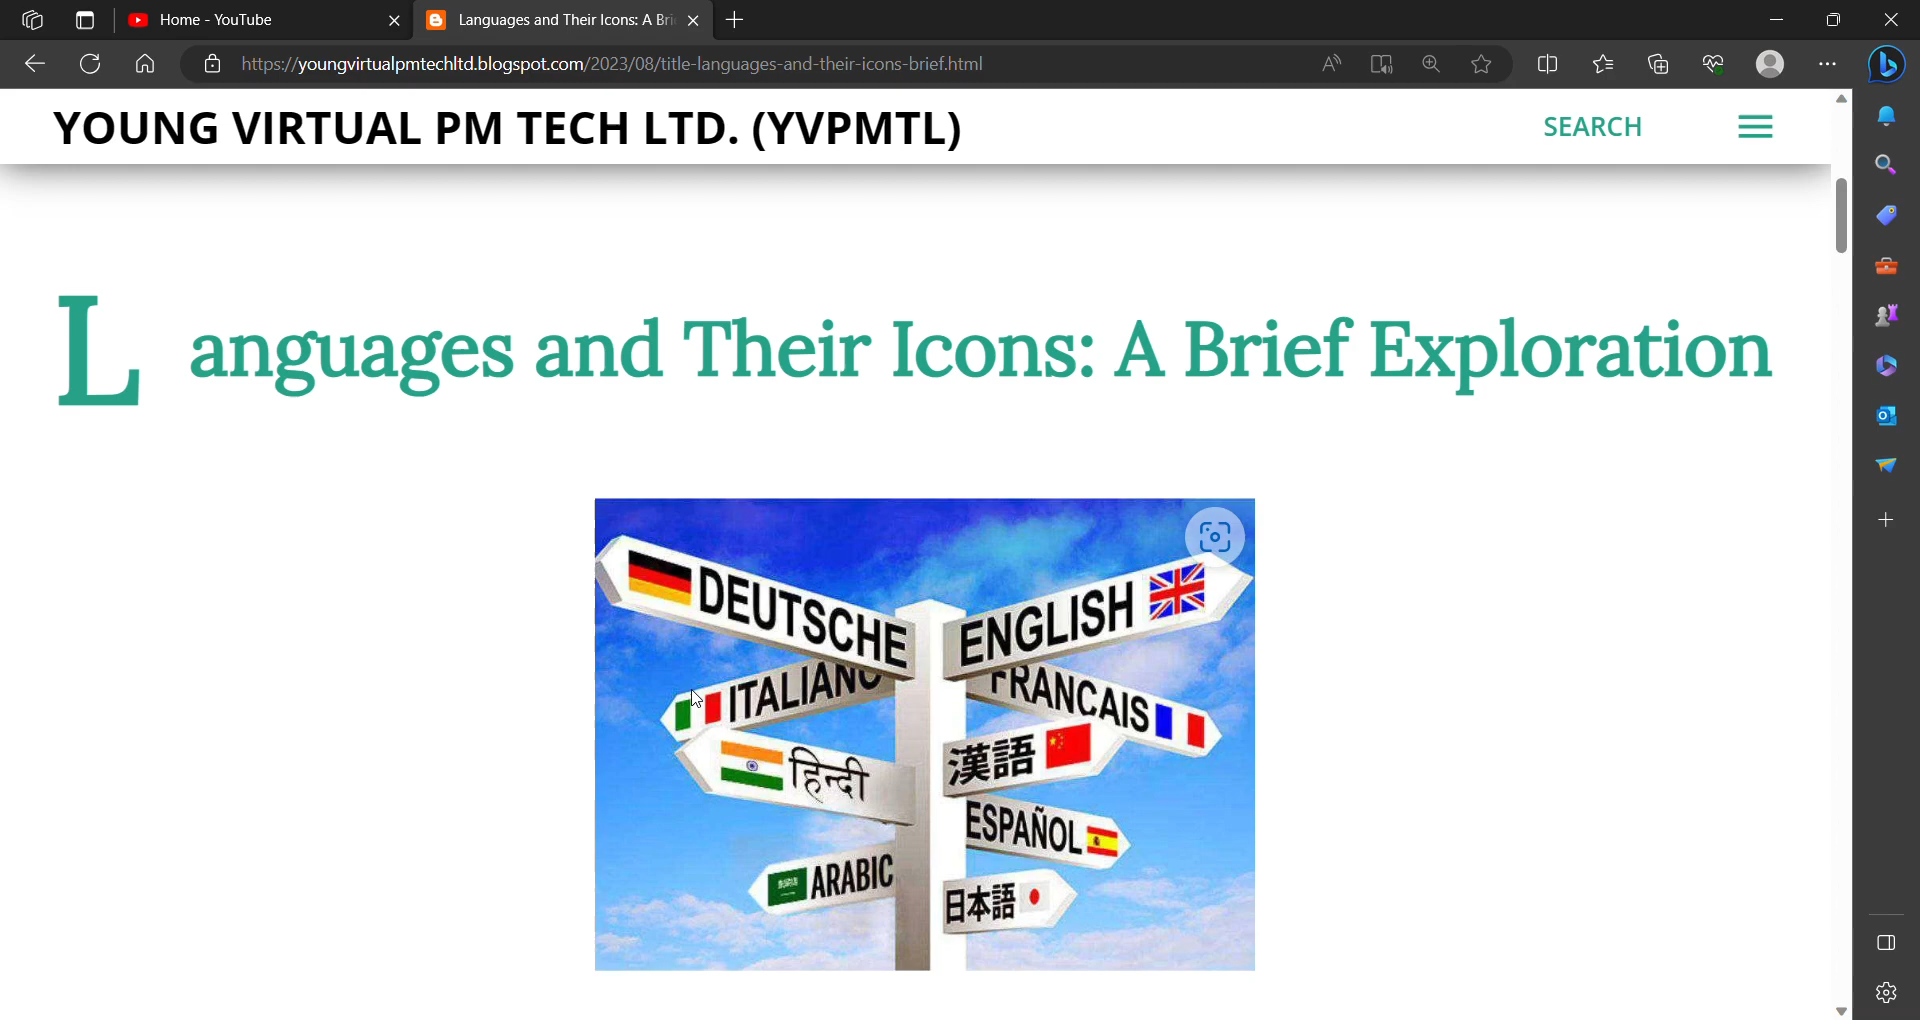 Home - YouTube
Languages and Their Icons: A Bri
https://youngvirtualpmtechltd.blogspot.com/2023/08/title-languages-and-their-icons-brief.html
YOUNG VIRTUAL PM TECH LTD. (YVPMTL)
SEARCH
Languages and Their Icons: A Brief Exploration
DEUTSCHE
ENGLISH
ITALIANO
FRANCAIS
हिन्दी
漢語
ESPAÑOL
ARABIC
日本語